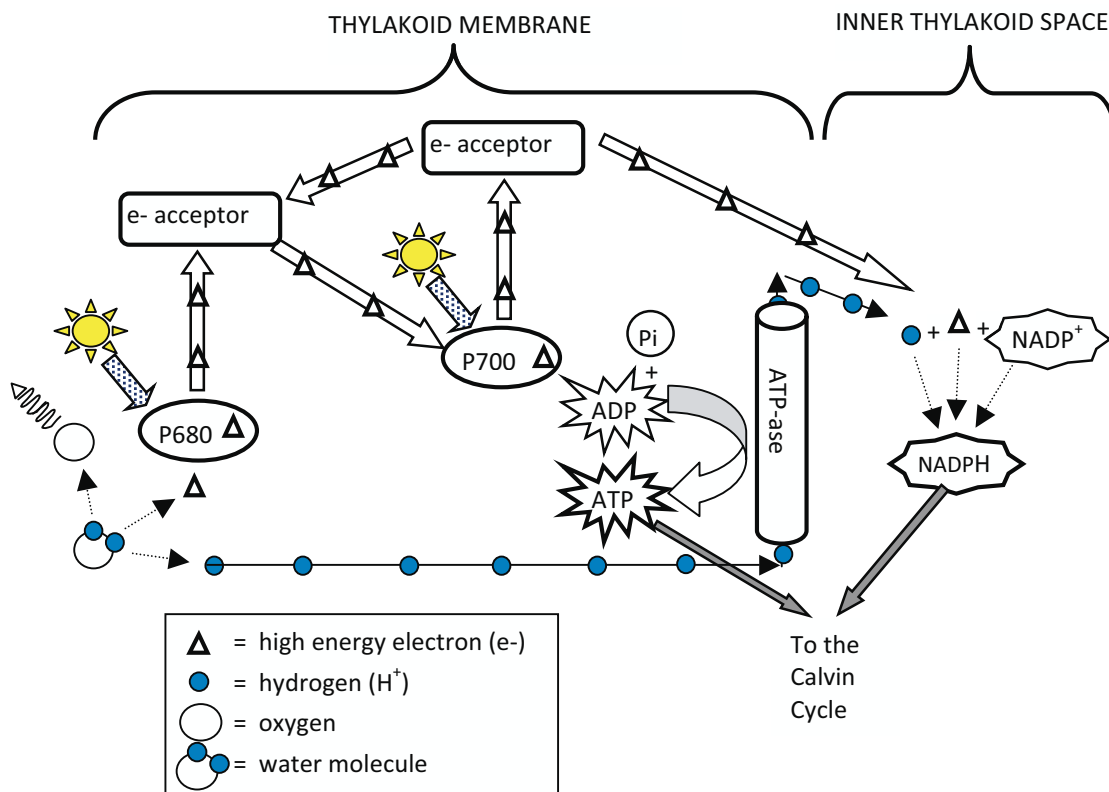 THYLAKOID MEMBRANE
INNER THYLAKOID SPACE
e- acceptor
e- acceptor
P700
P680
Pi
+
ADP
ATP
ATP-ase
+ +
NADP+
NADPH
To the
Calvin
Cycle
= high energy electron (e-)
= hydrogen (H+)
= oxygen
= water molecule